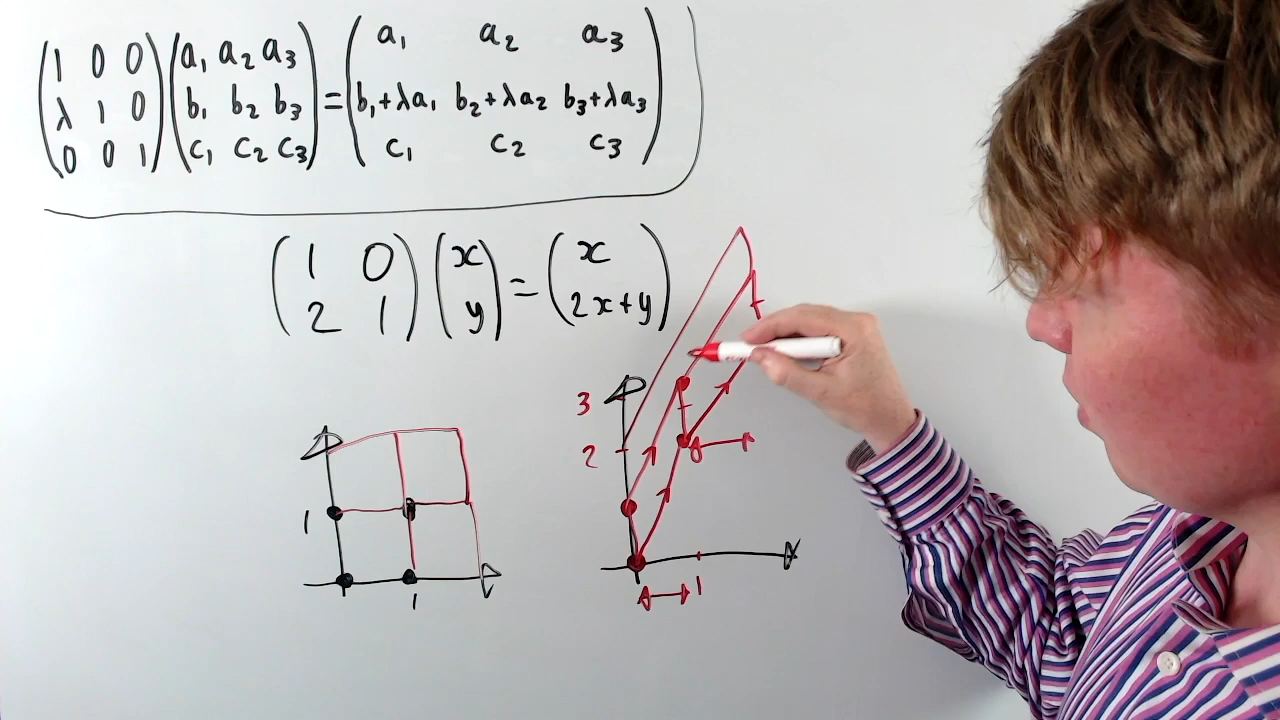 (1 0 0) (a₁ a₂ a₃) = (a₁ a₂ a₃)
(λ 1 0) (b₁ b₂ b₃) = (b₁+λa₁ b₂+λa₂ b₃+λa₃)
(0 0 1) (c₁ c₂ c₃) = (c₁ c₂ c₃)
(1 0) (x) = (x)
(2 1) (y) = (2x+y)
1
1
3
2
1